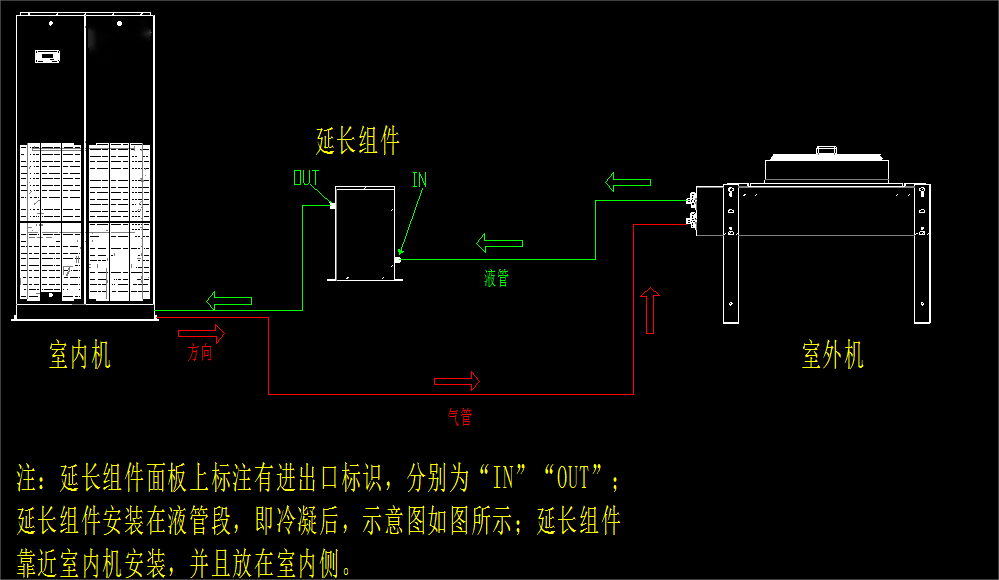 延长组件
OUT
IN
液管
方向
室内机
室外机
气管
注：延长组件面板上标注有进出口标识，分别为“IN”“OUT”；
延长组件安装在液管段，即冷凝后，示意图如图所示；延长组件
靠近室内机安装，并且放在室内侧。